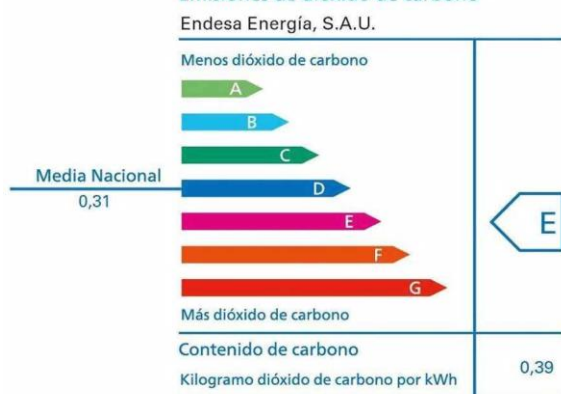 Endesa Energía, S.A.U.
Menos dióxido de carbono
A
B
C
Media Nacional
D
0,31
E
E
F
G
Más dióxido de carbono
Contenido de carbono
Kilogramo dióxido de carbono por kWh
0,39